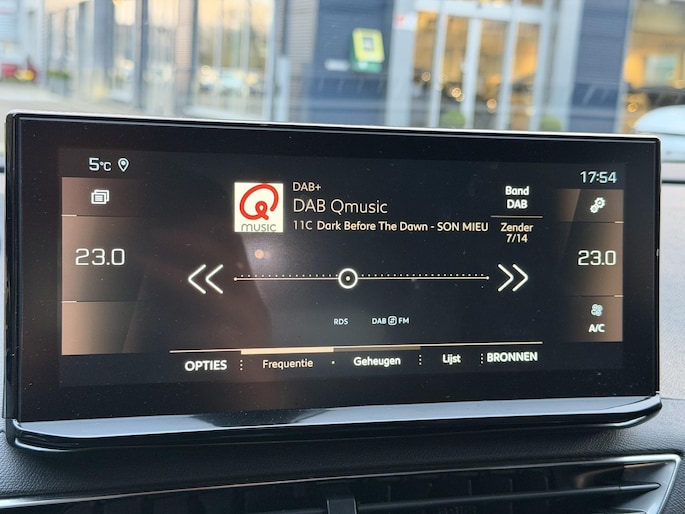 5°C
17:54
23.0
Q
MUSIC
DAB+
DAB Qmusic
11C Dark Before The Dawn - SON MIEU
Band
DAB
Zender
7/14
23.0
A/C
RDS
DAB FM
OPTIES
Frequentie
Geheugen
Lijst
BRONNEN